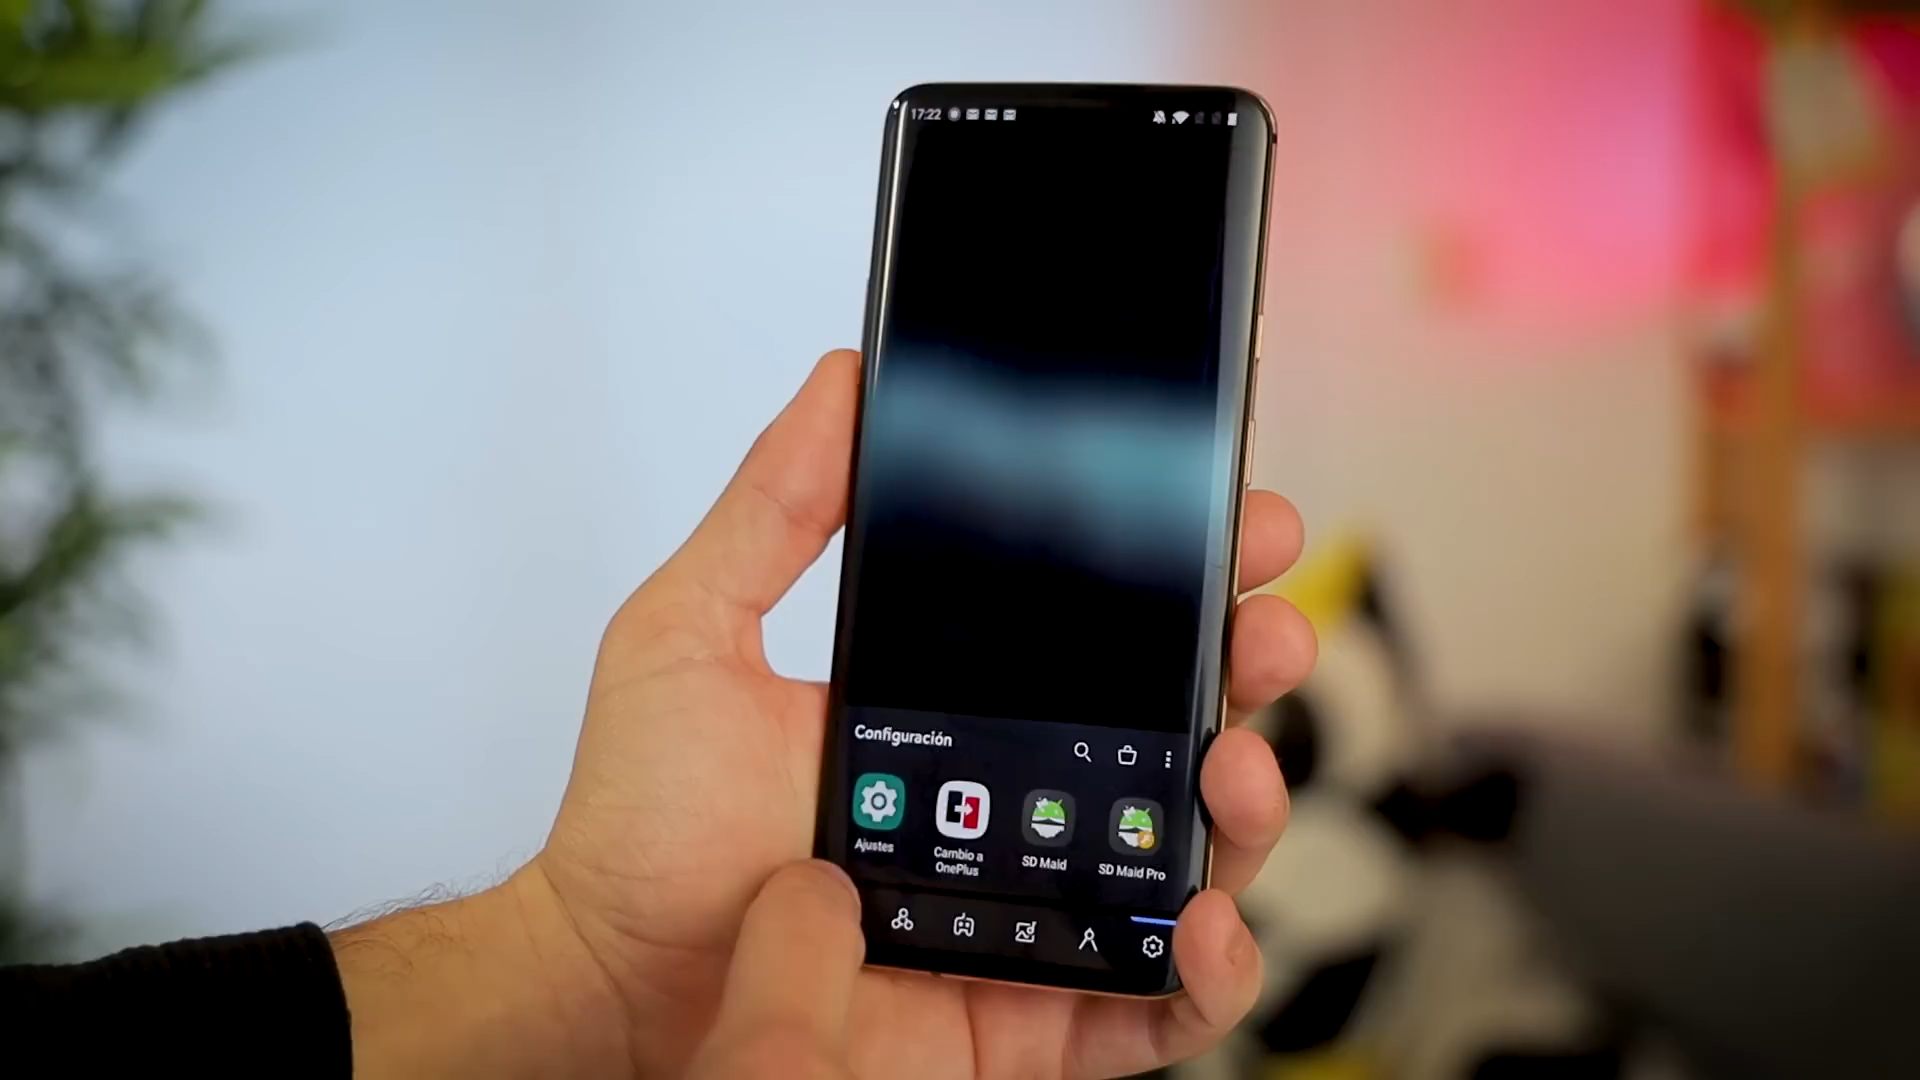 17:22
Configuración
Ajustes
Cambio a
OnePlus
SD Maid
SD Maid Pro